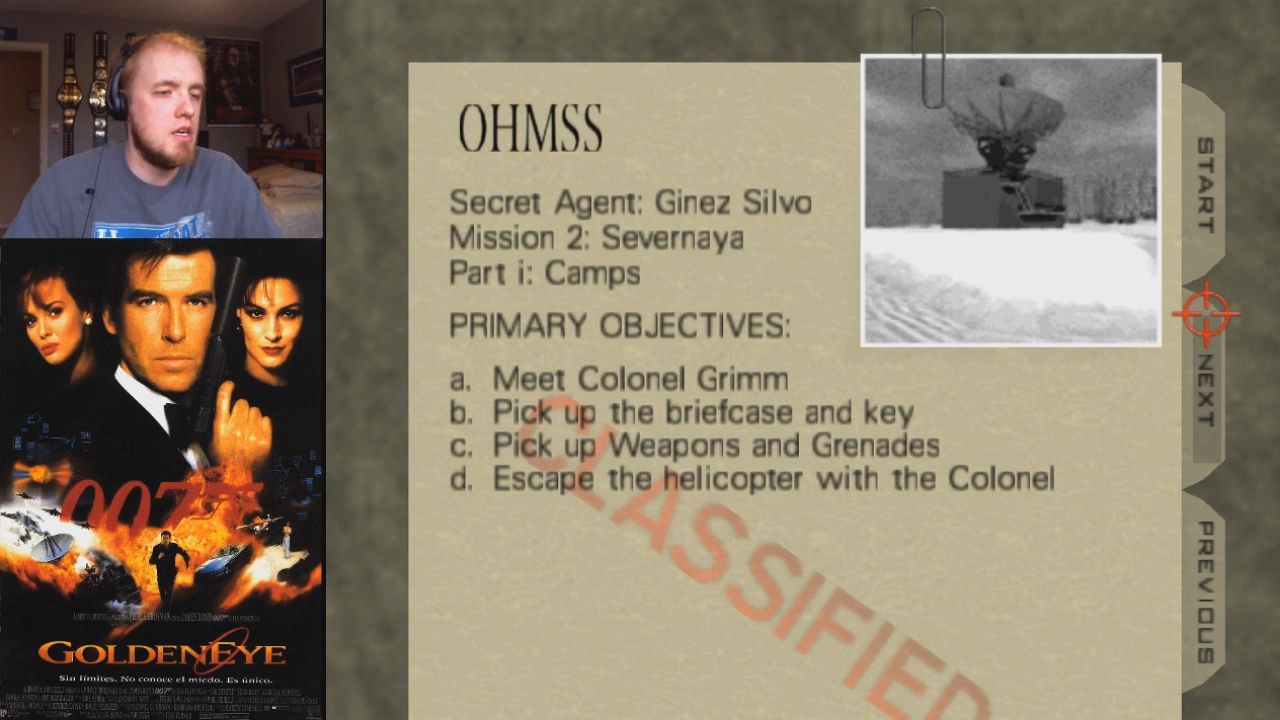 OHMSS
Secret Agent: Ginez Silvo
Mission 2: Severnaya
Part i: Camps
PRIMARY OBJECTIVES:
a. Meet Colonel Grimm
b. Pick up the briefcase and key
c. Pick up Weapons and Grenades
d. Escape the helicopter with the Colonel
CLASSIFIED
START
NEXT
PREVIOUS
007
GOLDENEYE
Sin límites. No conoce el miedo. Es único.